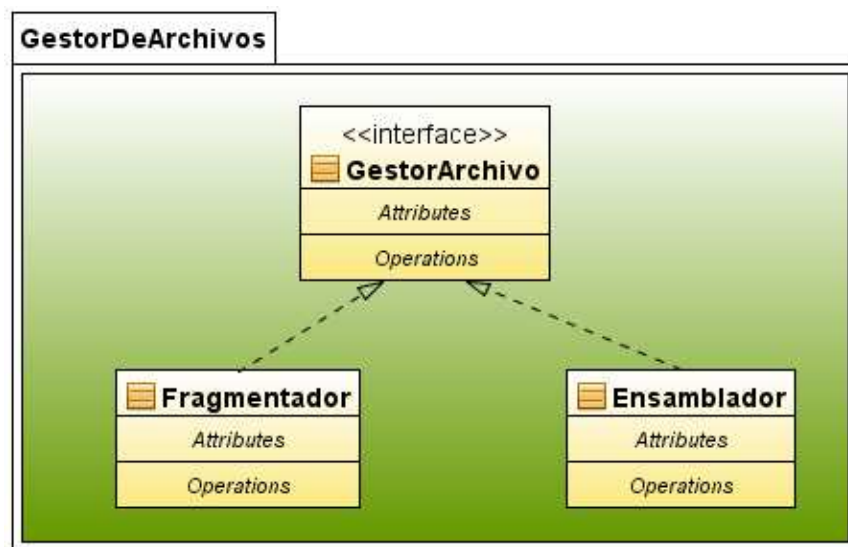 GestorDeArchivos
<<interface>>
GestorArchivo
Attributes
Operations
Fragmentador
Attributes
Operations
Ensamblador
Attributes
Operations